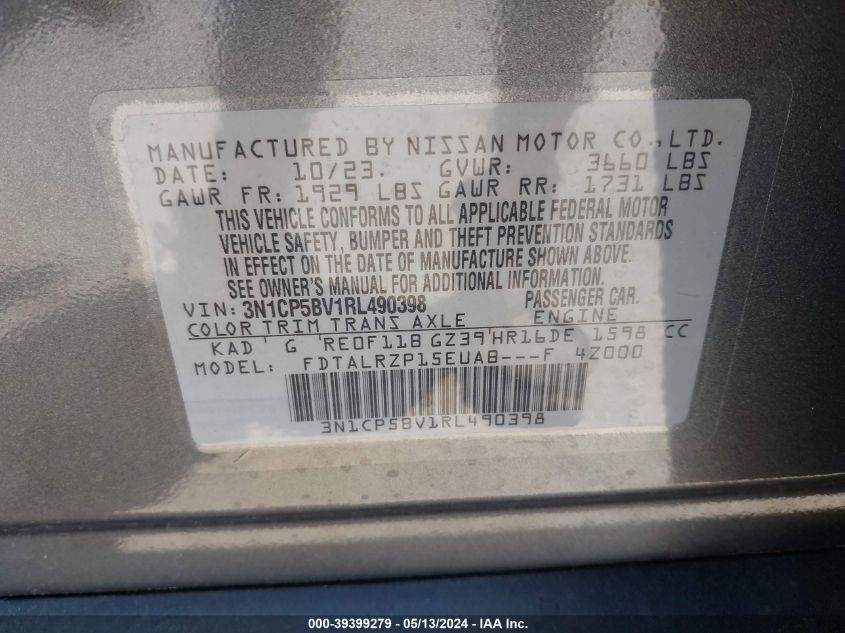 MANUFACTURED BY NISSAN MOTOR CO., LTD.
DATE: 10/23. GVWR: 3660 LBS
GAWR FR: 1929 LBS GAWR RR: 1731 LBS
THIS VEHICLE CONFORMS TO ALL APPLICABLE FEDERAL MOTOR
VEHICLE SAFETY, BUMPER AND THEFT PREVENTION STANDARDS
IN EFFECT ON THE DATE OF MANUFACTURE SHOWN ABOVE.
SEE OWNER'S MANUAL FOR ADDITIONAL INFORMATION.
VIN: 3N1CP5BV1RL490398 PASSENGER CAR.
COLOR TRIM TRANS AXLE ENGINE
KAD G RE0F11B GZ39 HR16DE 1598 CC
MODEL: FDTALRZP15EUAB---F 4Z000
3N1CP5BV1RL490398
000-39399279 - 05/13/2024 - IAAI Inc.